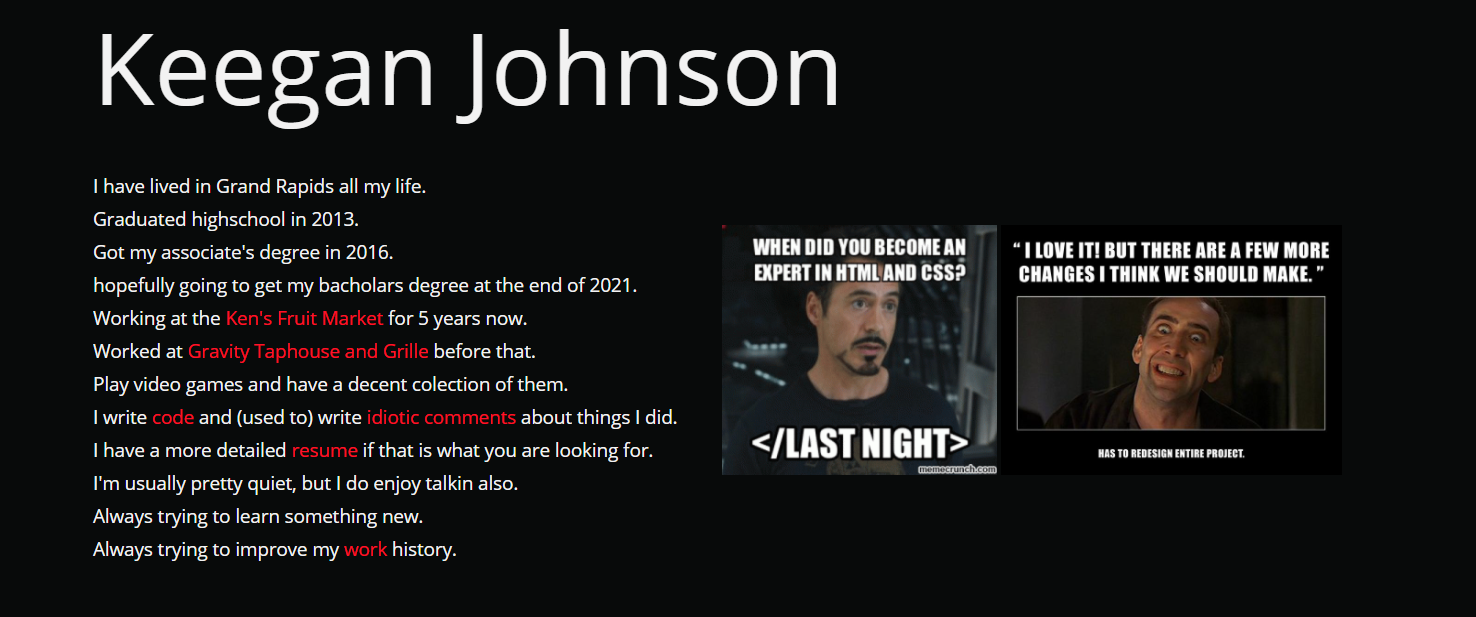 Keegan Johnson
I have lived in Grand Rapids all my life.
Graduated highschool in 2013.
Got my associate's degree in 2016.
hopefully going to get my bacholars degree at the end of 2021.
Working at the Ken's Fruit Market for 5 years now.
Worked at Gravity Taphouse and Grille before that.
Play video games and have a decent colection of them.
I write code and (used to) write idiotic comments about things I did.
I have a more detailed resume if that is what you are looking for.
I'm usually pretty quiet, but I do enjoy talkin also.
Always trying to learn something new.
Always trying to improve my work history.
WHEN DID YOU BECOME AN
EXPERT IN HTML AND CSS?
</LAST NIGHT>
memecrunch.com
“ I LOVE IT! BUT THERE ARE A FEW MORE
CHANGES I THINK WE SHOULD MAKE. ”
HAS TO REDESIGN ENTIRE PROJECT.